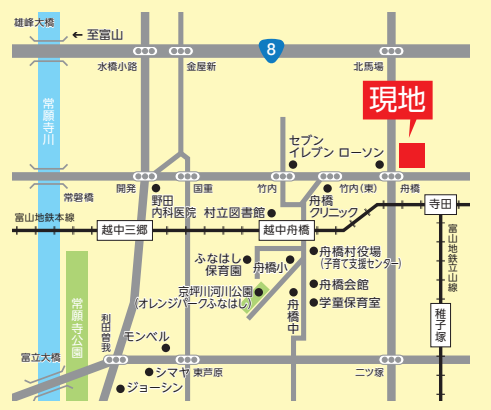 雄峰大橋
← 至富山
8
水橋小路
金屋新
北馬場
現地
常願寺川
セブン
イレブン
ローソン
常磐橋
開発
国重
竹内
竹内(東)
舟橋
野田
内科医院
村立図書館
舟橋
クリニック
寺田
富山地鉄本線
越中三郷
越中舟橋
富山地鉄立山線
舟橋村役場
(子育て支援センター)
ふなはし
保育園
舟橋小
舟橋会館
京坪川河川公園
(オレンジパークふなはし)
学童保育室
舟橋中
常願寺公園
利田曽我
稚子塚
モンベル
富立大橋
シマヤ
東芦原
二ツ塚
ジョーシン